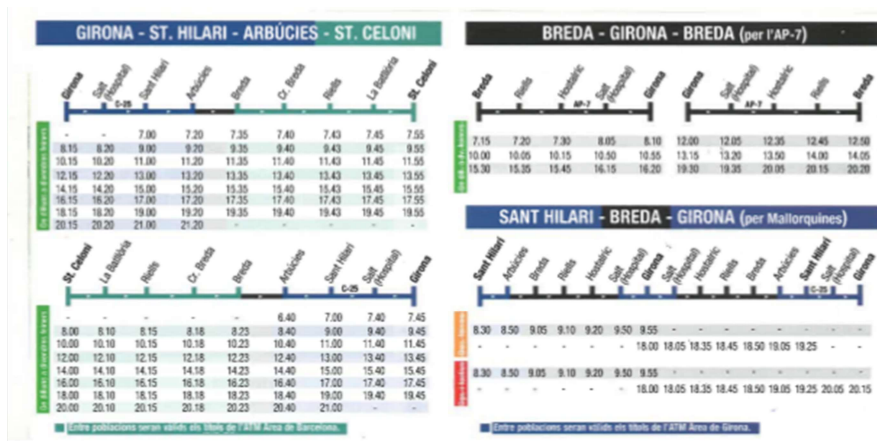 GIRONA - ST. HILARI - ARBÚCIES - ST. CELONI
Girona Salt (Hospital) Sant Hilari Arbúcies Breda Cr. Breda Riells La Batllòria St. Celoni
C-25
- - 7.00 7.20 7.35 7.40 7.43 7.45 7.55
8.15 8.20 9.00 9.20 9.35 9.40 9.43 9.45 9.55
10.15 10.20 11.00 11.20 11.35 11.40 11.43 11.45 11.55
12.15 12.20 13.00 13.20 13.35 13.40 13.43 13.45 13.55
14.15 14.20 15.00 15.20 15.35 15.40 15.43 15.45 15.55
16.15 16.20 17.00 17.20 17.35 17.40 17.43 17.45 17.55
18.15 18.20 19.00 19.20 19.35 19.40 19.43 19.45 19.55
20.15 20.20 21.00 21.20 - - - - -
St. Celoni La Batllòria Riells Cr. Breda Breda Arbúcies Sant Hilari Salt (Hospital) Girona
C-25
- - - - - 6.40 7.00 7.40 7.45
8.00 8.10 8.15 8.18 8.23 8.40 9.00 9.40 9.45
10.00 10.10 10.15 10.18 10.23 10.40 11.00 11.40 11.45
12.00 12.10 12.15 12.18 12.23 12.40 13.00 13.40 13.45
14.00 14.10 14.15 14.18 14.23 14.40 15.00 15.40 15.45
16.00 16.10 16.15 16.18 16.23 16.40 17.00 17.40 17.45
18.00 18.10 18.15 18.18 18.23 18.40 19.00 19.40 19.45
20.00 20.10 20.15 20.18 20.23 20.40 21.00 - -
Entre poblacions seran vàlids els títols de l'ATM Àrea de Barcelona.
BREDA - GIRONA - BREDA (per l'AP-7)
Breda Riells Hostalric Salt (Hospital) Girona
AP-7
Girona Salt (Hospital) Hostalric Riells Breda
AP-7
7.15 7.20 7.30 8.05 8.10 12.00 12.05 12.35 12.45 12.50
10.00 10.05 10.15 10.50 10.55 13.15 13.20 13.50 14.00 14.05
15.30 15.35 15.45 16.15 16.20 19.30 19.35 20.05 20.15 20.20
SANT HILARI - BREDA - GIRONA (per Mallorquines)
Sant Hilari Arbúcies Breda Riells Hostalric Salt (Hospital) Girona Salt (Hospital) Hostalric Riells Breda Arbúcies Sant Hilari Salt (Hospital) Girona
C-25
8.30 8.50 9.05 9.10 9.20 9.50 9.55 - - - - - - - -
- - - - - - 18.00 18.05 18.35 18.45 18.50 19.05 19.25 - -
8.30 8.50 9.05 9.10 9.20 9.50 9.55 - - - - - - - -
- - - - - - 18.00 18.05 18.35 18.45 18.50 19.05 19.25 20.05 20.15
Entre poblacions seran vàlids els títols de l'ATM Àrea de Girona.